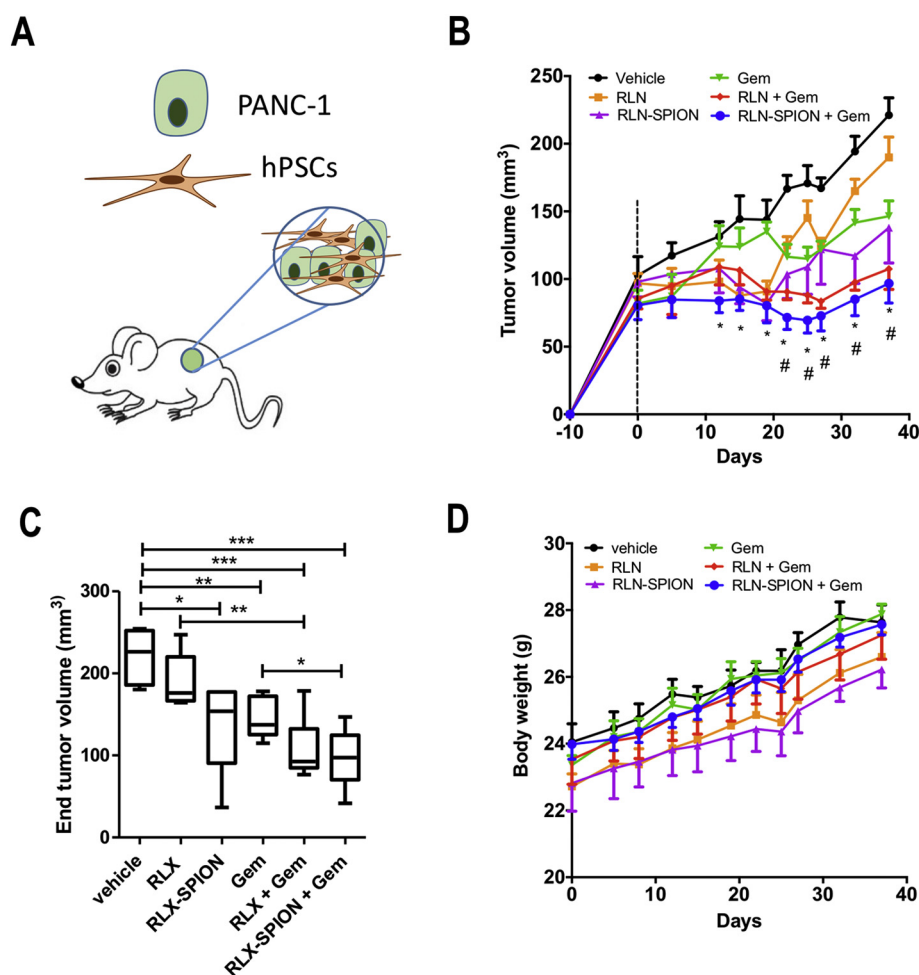 A
PANC-1
hPSCs
B
Vehicle
RLN
RLN-SPION
Gem
RLN + Gem
RLN-SPION + Gem
Tumor volume (mm³)
250
200
150
100
50
0
-10 0 10 20 30 40
Days
* * * * * * * *
# # # # #
C
*** 
***
**
* **
*
End tumor volume (mm³)
300
200
100
0
vehicle
RLX
RLX-SPION
Gem
RLX + Gem
RLX-SPION + Gem
D
vehicle
RLN
RLN-SPION
Gem
RLN + Gem
RLN-SPION + Gem
Body weight (g)
30
28
26
24
22
20
0 10 20 30 40
Days